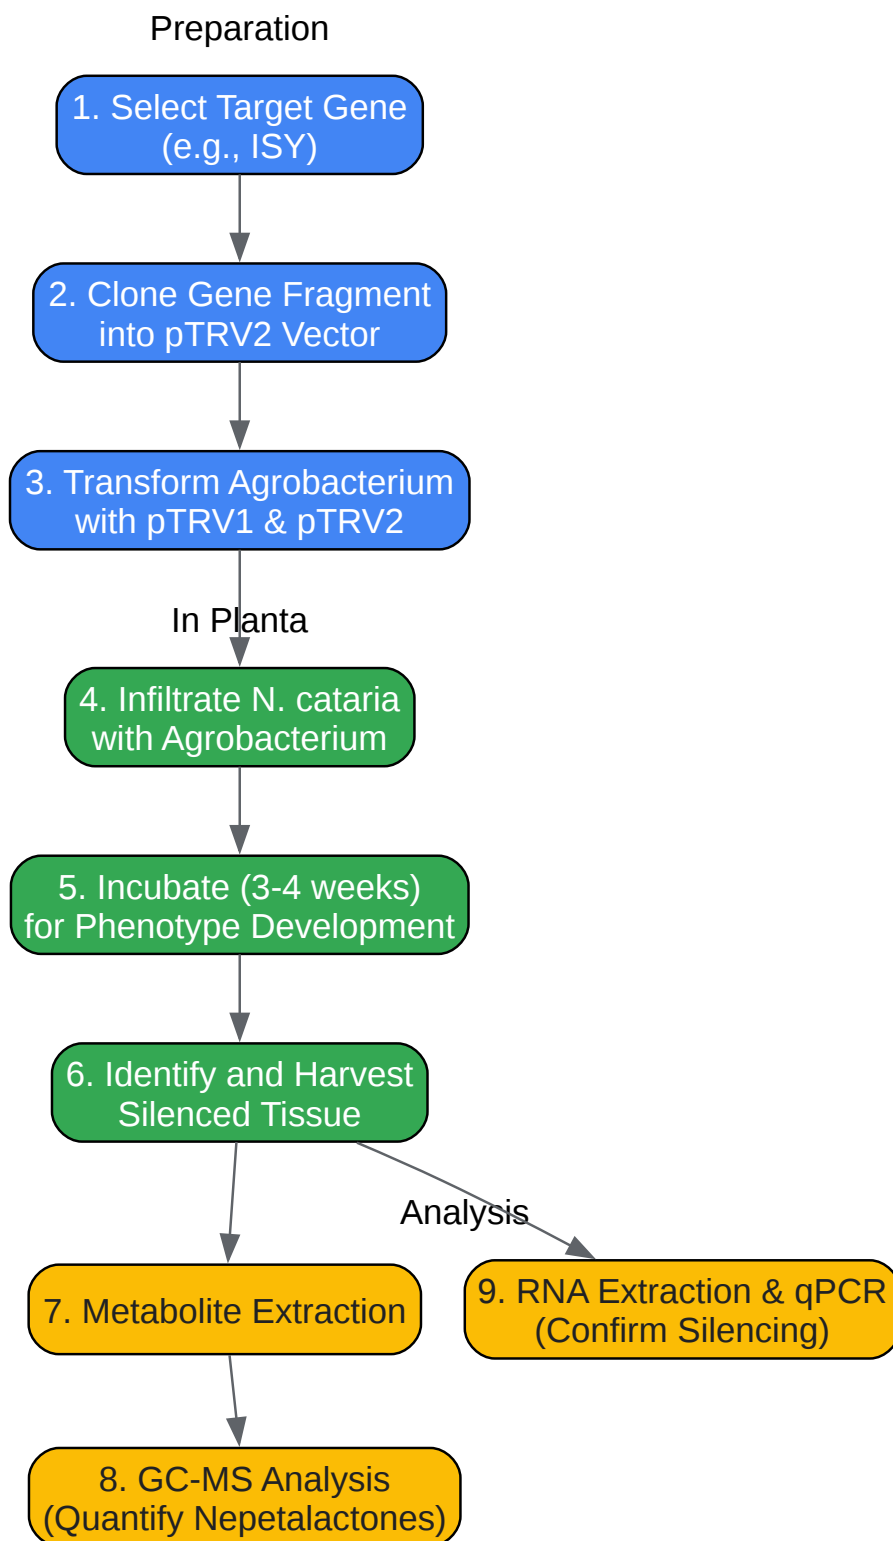 Preparation
1. Select Target Gene
(e.g., ISY)
2. Clone Gene Fragment
into pTRV2 Vector
3. Transform Agrobacterium
with pTRV1 & pTRV2
In Planta
4. Infiltrate N. cataria
with Agrobacterium
5. Incubate (3-4 weeks)
for Phenotype Development
6. Identify and Harvest
Silenced Tissue
Analysis
7. Metabolite Extraction
9. RNA Extraction & qPCR
(Confirm Silencing)
8. GC-MS Analysis
(Quantify Nepetalactones)